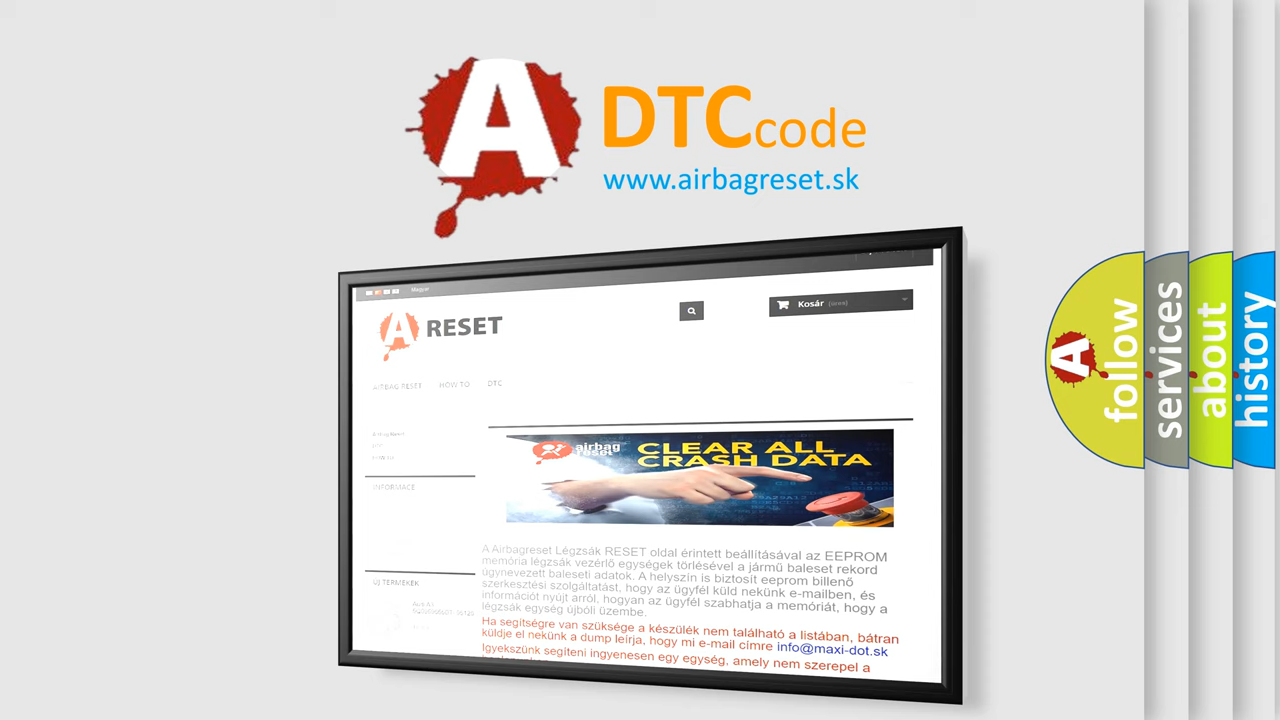 A
DTCcode
www.airbagreset.sk
Magyar
A RESET
Kosár (üres)
AIRBAG RESET HOW TO DTC
INFORMACE
airbag
reset
CLEAR ALL
CRASH DATA
A Airbagreset Légzsák RESET oldal érintett beállításával az EEPROM
memória légzsák vezérlő egységek törlésével a jármű baleset rekord
úgynevezett baleseti adatok. A helyszín is biztosít eeprom billenő
szerkesztési szolgáltatást, hogy az ügyfél küld nekünk e-mailben, és
információt nyújt arról, hogyan az ügyfél szabhatja a memóriát, hogy a
légzsák egység újbóli üzembe.
Ha segítségre van szüksége a készülék nem található a listában, bátran
küldje el nekünk a dump leírja, hogy mi e-mail címre info@maxi-dot.sk
Igyekszünk segíteni ingyenesen egy egység, amely nem szerepel a
ÚJ TERMÉKEK
A
follow
services
about
history